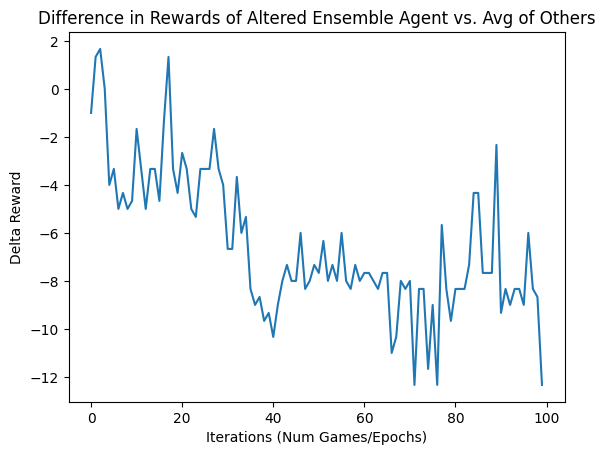 Difference in Rewards of Altered Ensemble Agent vs. Avg of Others
2
0
−2
−4
−6
−8
−10
−12
Delta Reward
0 20 40 60 80 100
Iterations (Num Games/Epochs)